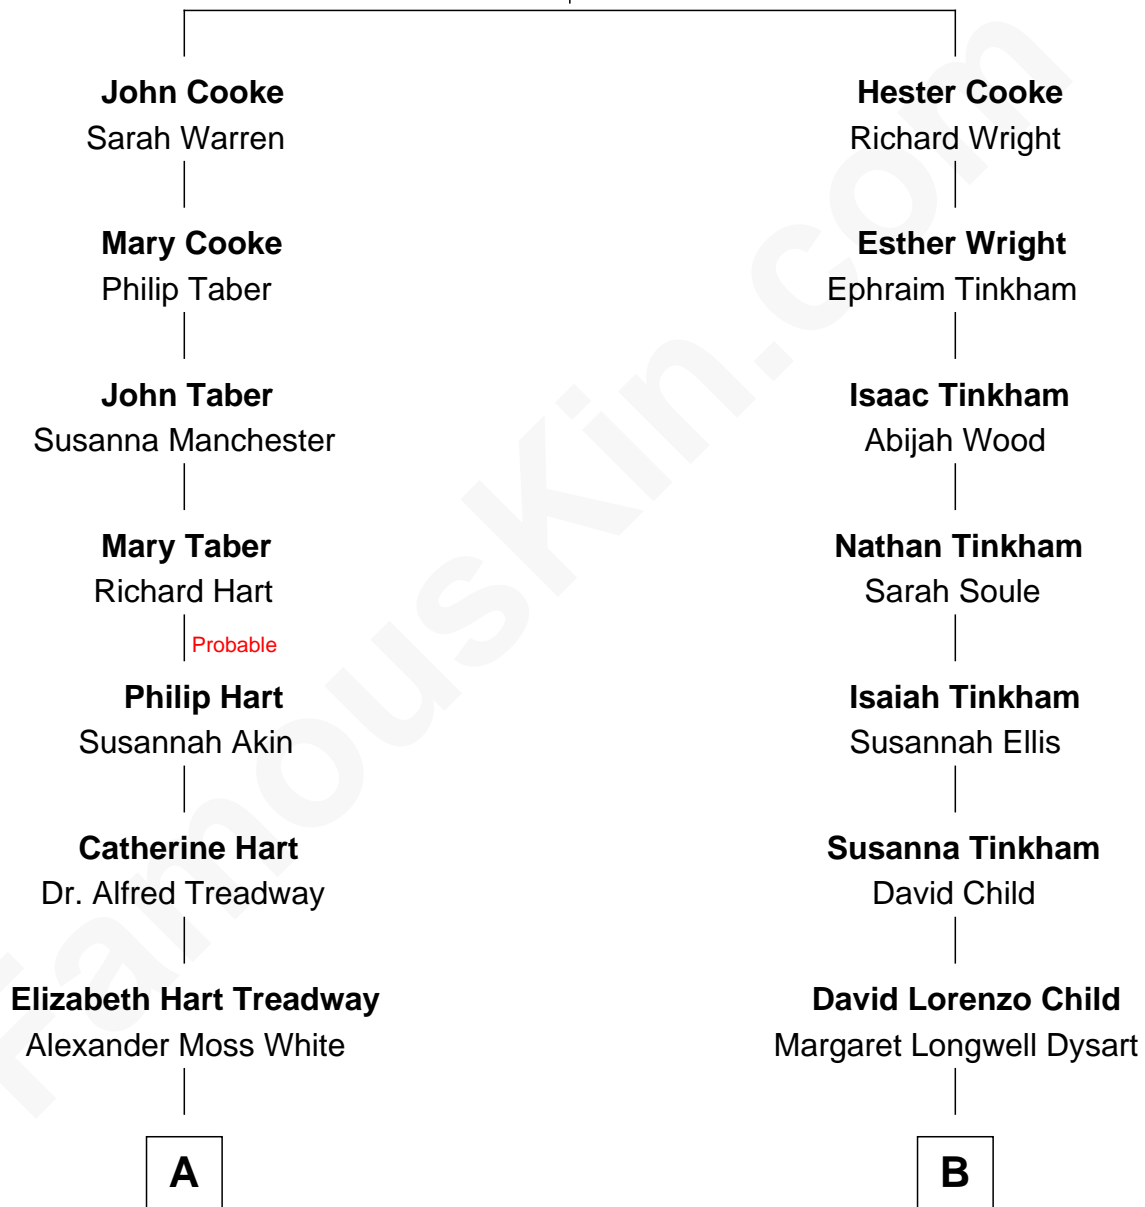 John Cooke
Sarah Warren
Mary Cooke
Philip Taber
John Taber
Susanna Manchester
Mary Taber
Richard Hart
Probable
Philip Hart
Susannah Akin
Catherine Hart
Dr. Alfred Treadway
Elizabeth Hart Treadway
Alexander Moss White
A
Hester Cooke
Richard Wright
Esther Wright
Ephraim Tinkham
Isaac Tinkham
Abijah Wood
Nathan Tinkham
Sarah Soule
Isaiah Tinkham
Susannah Ellis
Susanna Tinkham
David Child
David Lorenzo Child
Margaret Longwell Dysart
B
FamousKin.com